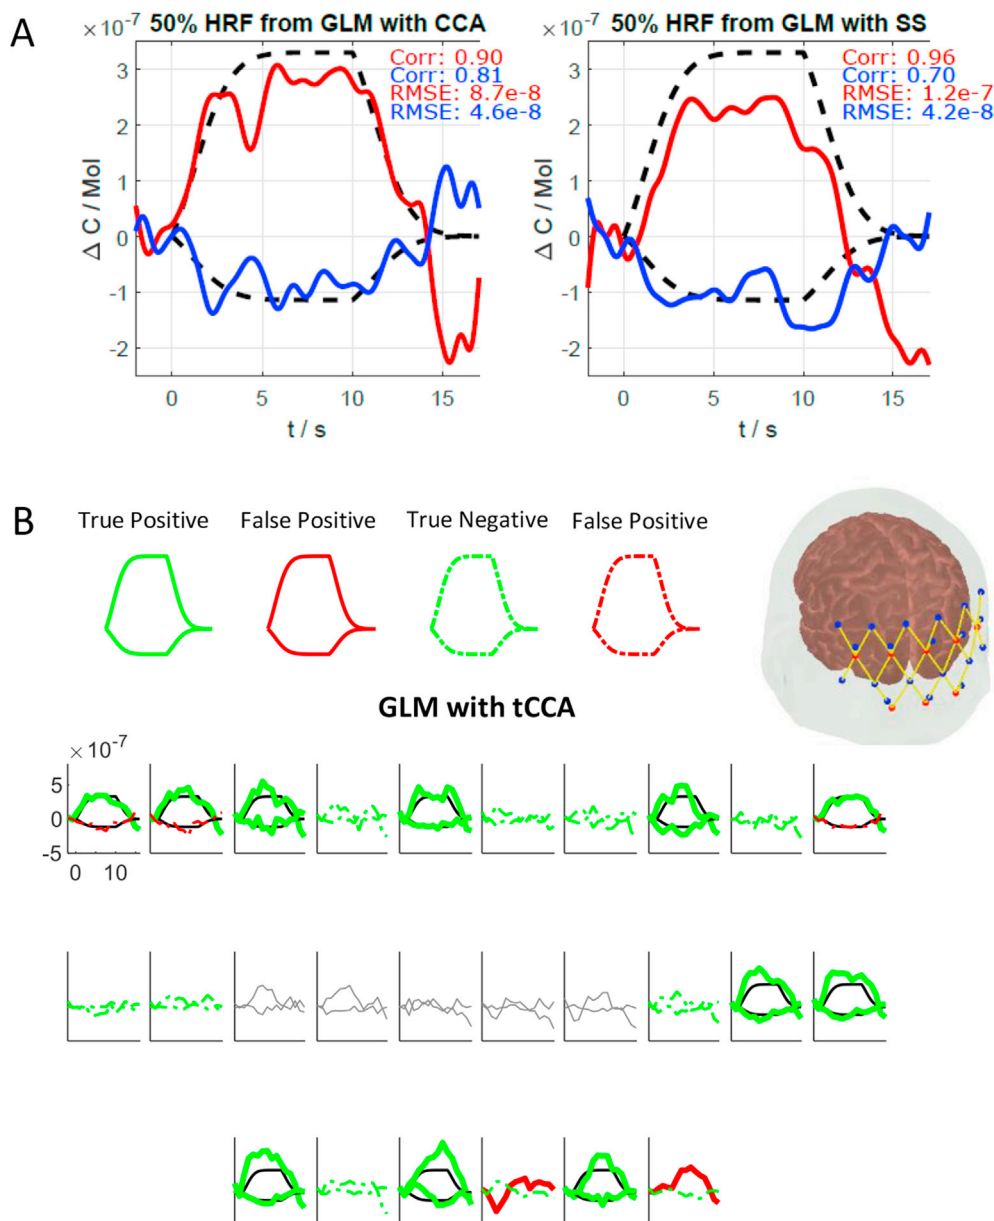 A
×10⁻⁷ 50% HRF from GLM with CCA
Corr: 0.90
Corr: 0.81
RMSE: 8.7e-8
RMSE: 4.6e-8
3
2
1
0
-1
-2
Δ C / Mol
0 5 10 15
t / s
×10⁻⁷ 50% HRF from GLM with SS
Corr: 0.96
Corr: 0.70
RMSE: 1.2e-7
RMSE: 4.2e-8
3
2
1
0
-1
-2
Δ C / Mol
0 5 10 15
t / s
B
True Positive False Positive True Negative False Positive
GLM with tCCA
×10⁻⁷
5
0
-5
0 10